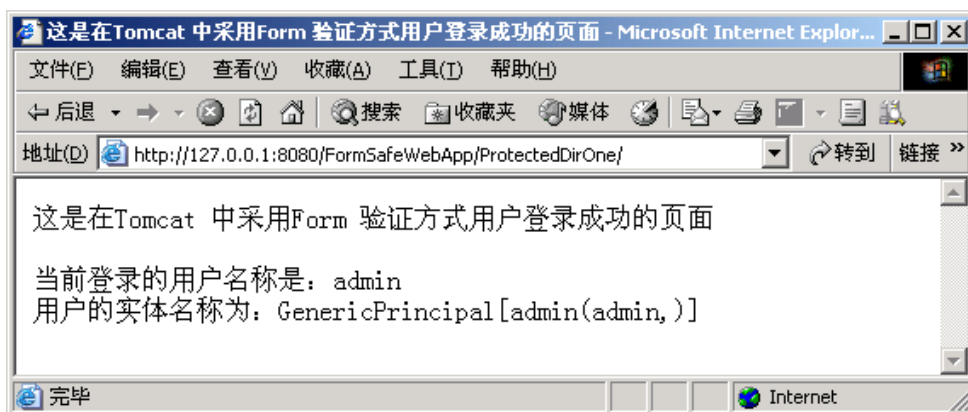 这是在Tomcat 中采用Form 验证方式用户登录成功的页面 - Microsoft Internet Explor...
文件(F) 编辑(E) 查看(V) 收藏(A) 工具(T) 帮助(H)
后退 搜索 收藏夹 媒体
地址(D) http://127.0.0.1:8080/FormSafeWebApp/ProtectedDirOne/ 转到 链接 »
这是在Tomcat 中采用Form 验证方式用户登录成功的页面
当前登录的用户名称是：admin
用户的实体名称为：GenericPrincipal[admin(admin,)]
完毕 Internet